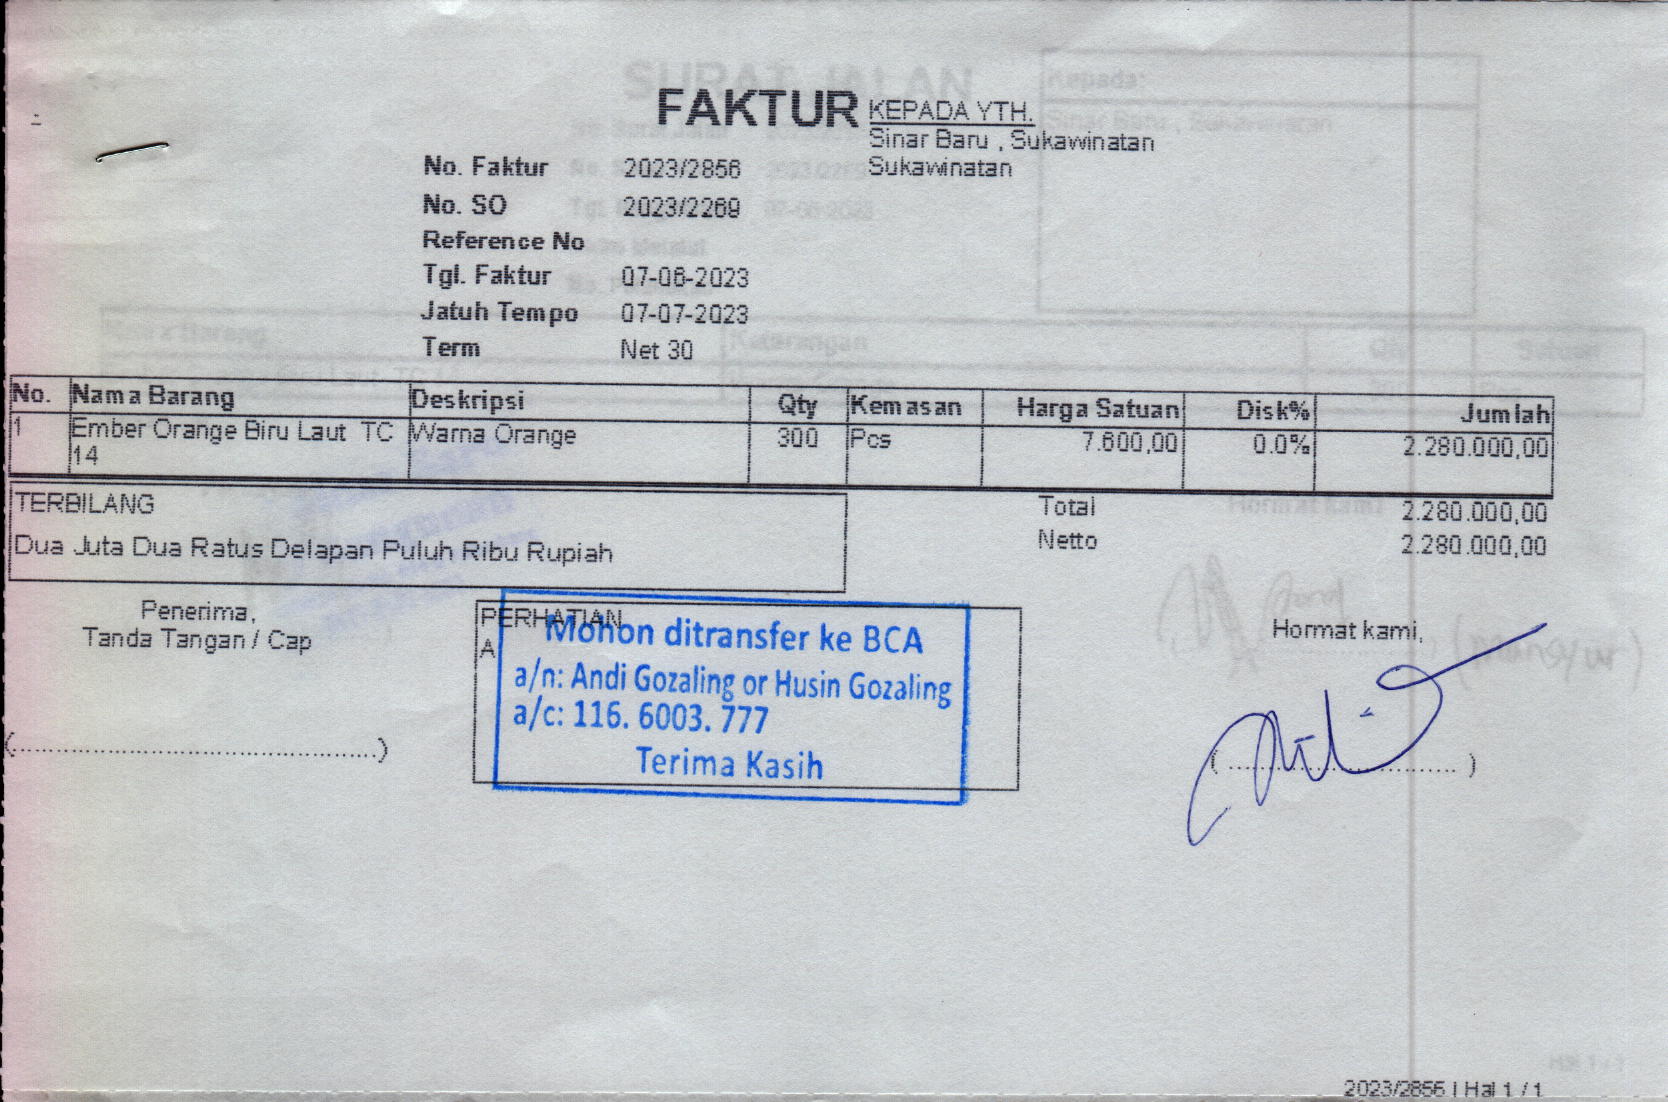 FAKTUR
KEPADA YTH.
Sinar Baru , Sukawinatan
Sukawinatan
No. Faktur 2023/2856
No. SO 2023/2269
Reference No
Tgl. Faktur 07-06-2023
Jatuh Tempo 07-07-2023
Term Net 30
No. Nama Barang Deskripsi Qty Kemasan Harga Satuan Disk% Jumlah
1 Ember Orange Biru Laut TC Warna Orange 300 Pcs 7.600,00 0.0% 2.280.000,00
14
TERBILANG
Dua Juta Dua Ratus Delapan Puluh Ribu Rupiah
Total 2.280.000,00
Netto 2.280.000,00
Penerima,
Tanda Tangan / Cap
PERHATIAN
A
Mohon ditransfer ke BCA
a/n: Andi Gozaling or Husin Gozaling
a/c: 116. 6003. 777
Terima Kasih
Hormat kami,
(................................................)
( .................................. )
2023/2856 | Hal 1 / 1